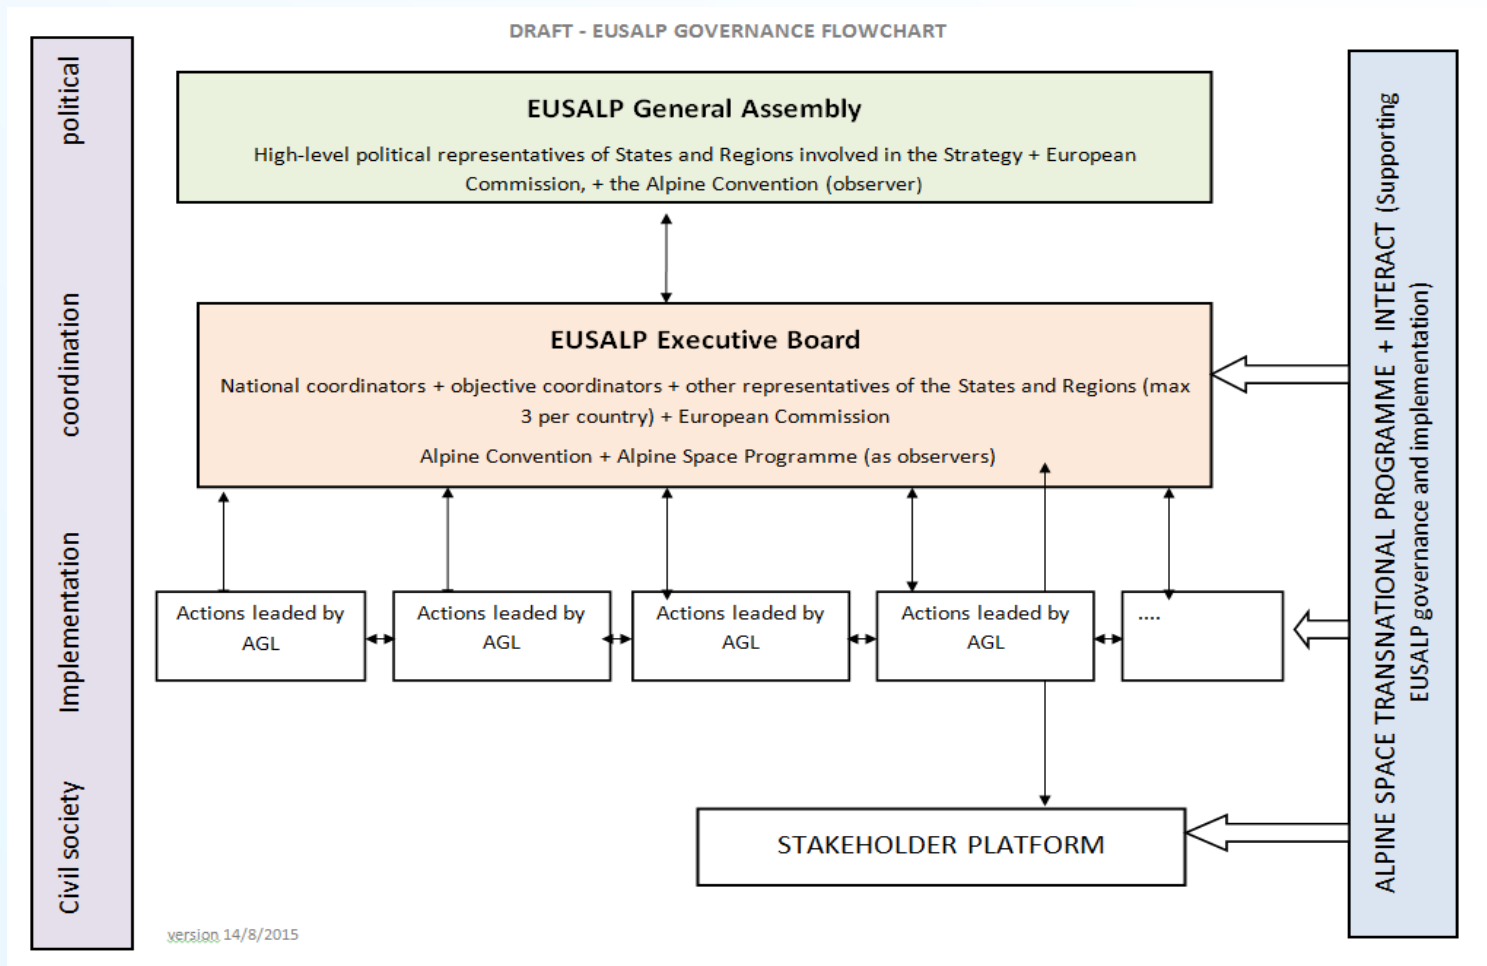 DRAFT - EUSALP GOVERNANCE FLOWCHART
political
EUSALP General Assembly
High-level political representatives of States and Regions involved in the Strategy + European
Commission, + the Alpine Convention (observer)
coordination
EUSALP Executive Board
National coordinators + objective coordinators + other representatives of the States and Regions (max
3 per country) + European Commission
Alpine Convention + Alpine Space Programme (as observers)
Implementation
Actions leaded by
AGL
Actions leaded by
AGL
Actions leaded by
AGL
Actions leaded by
AGL
....
Civil society
STAKEHOLDER PLATFORM
ALPINE SPACE TRANSNATIONAL PROGRAMME + INTERACT (Supporting
EUSALP governance and implementation)
version 14/8/2015